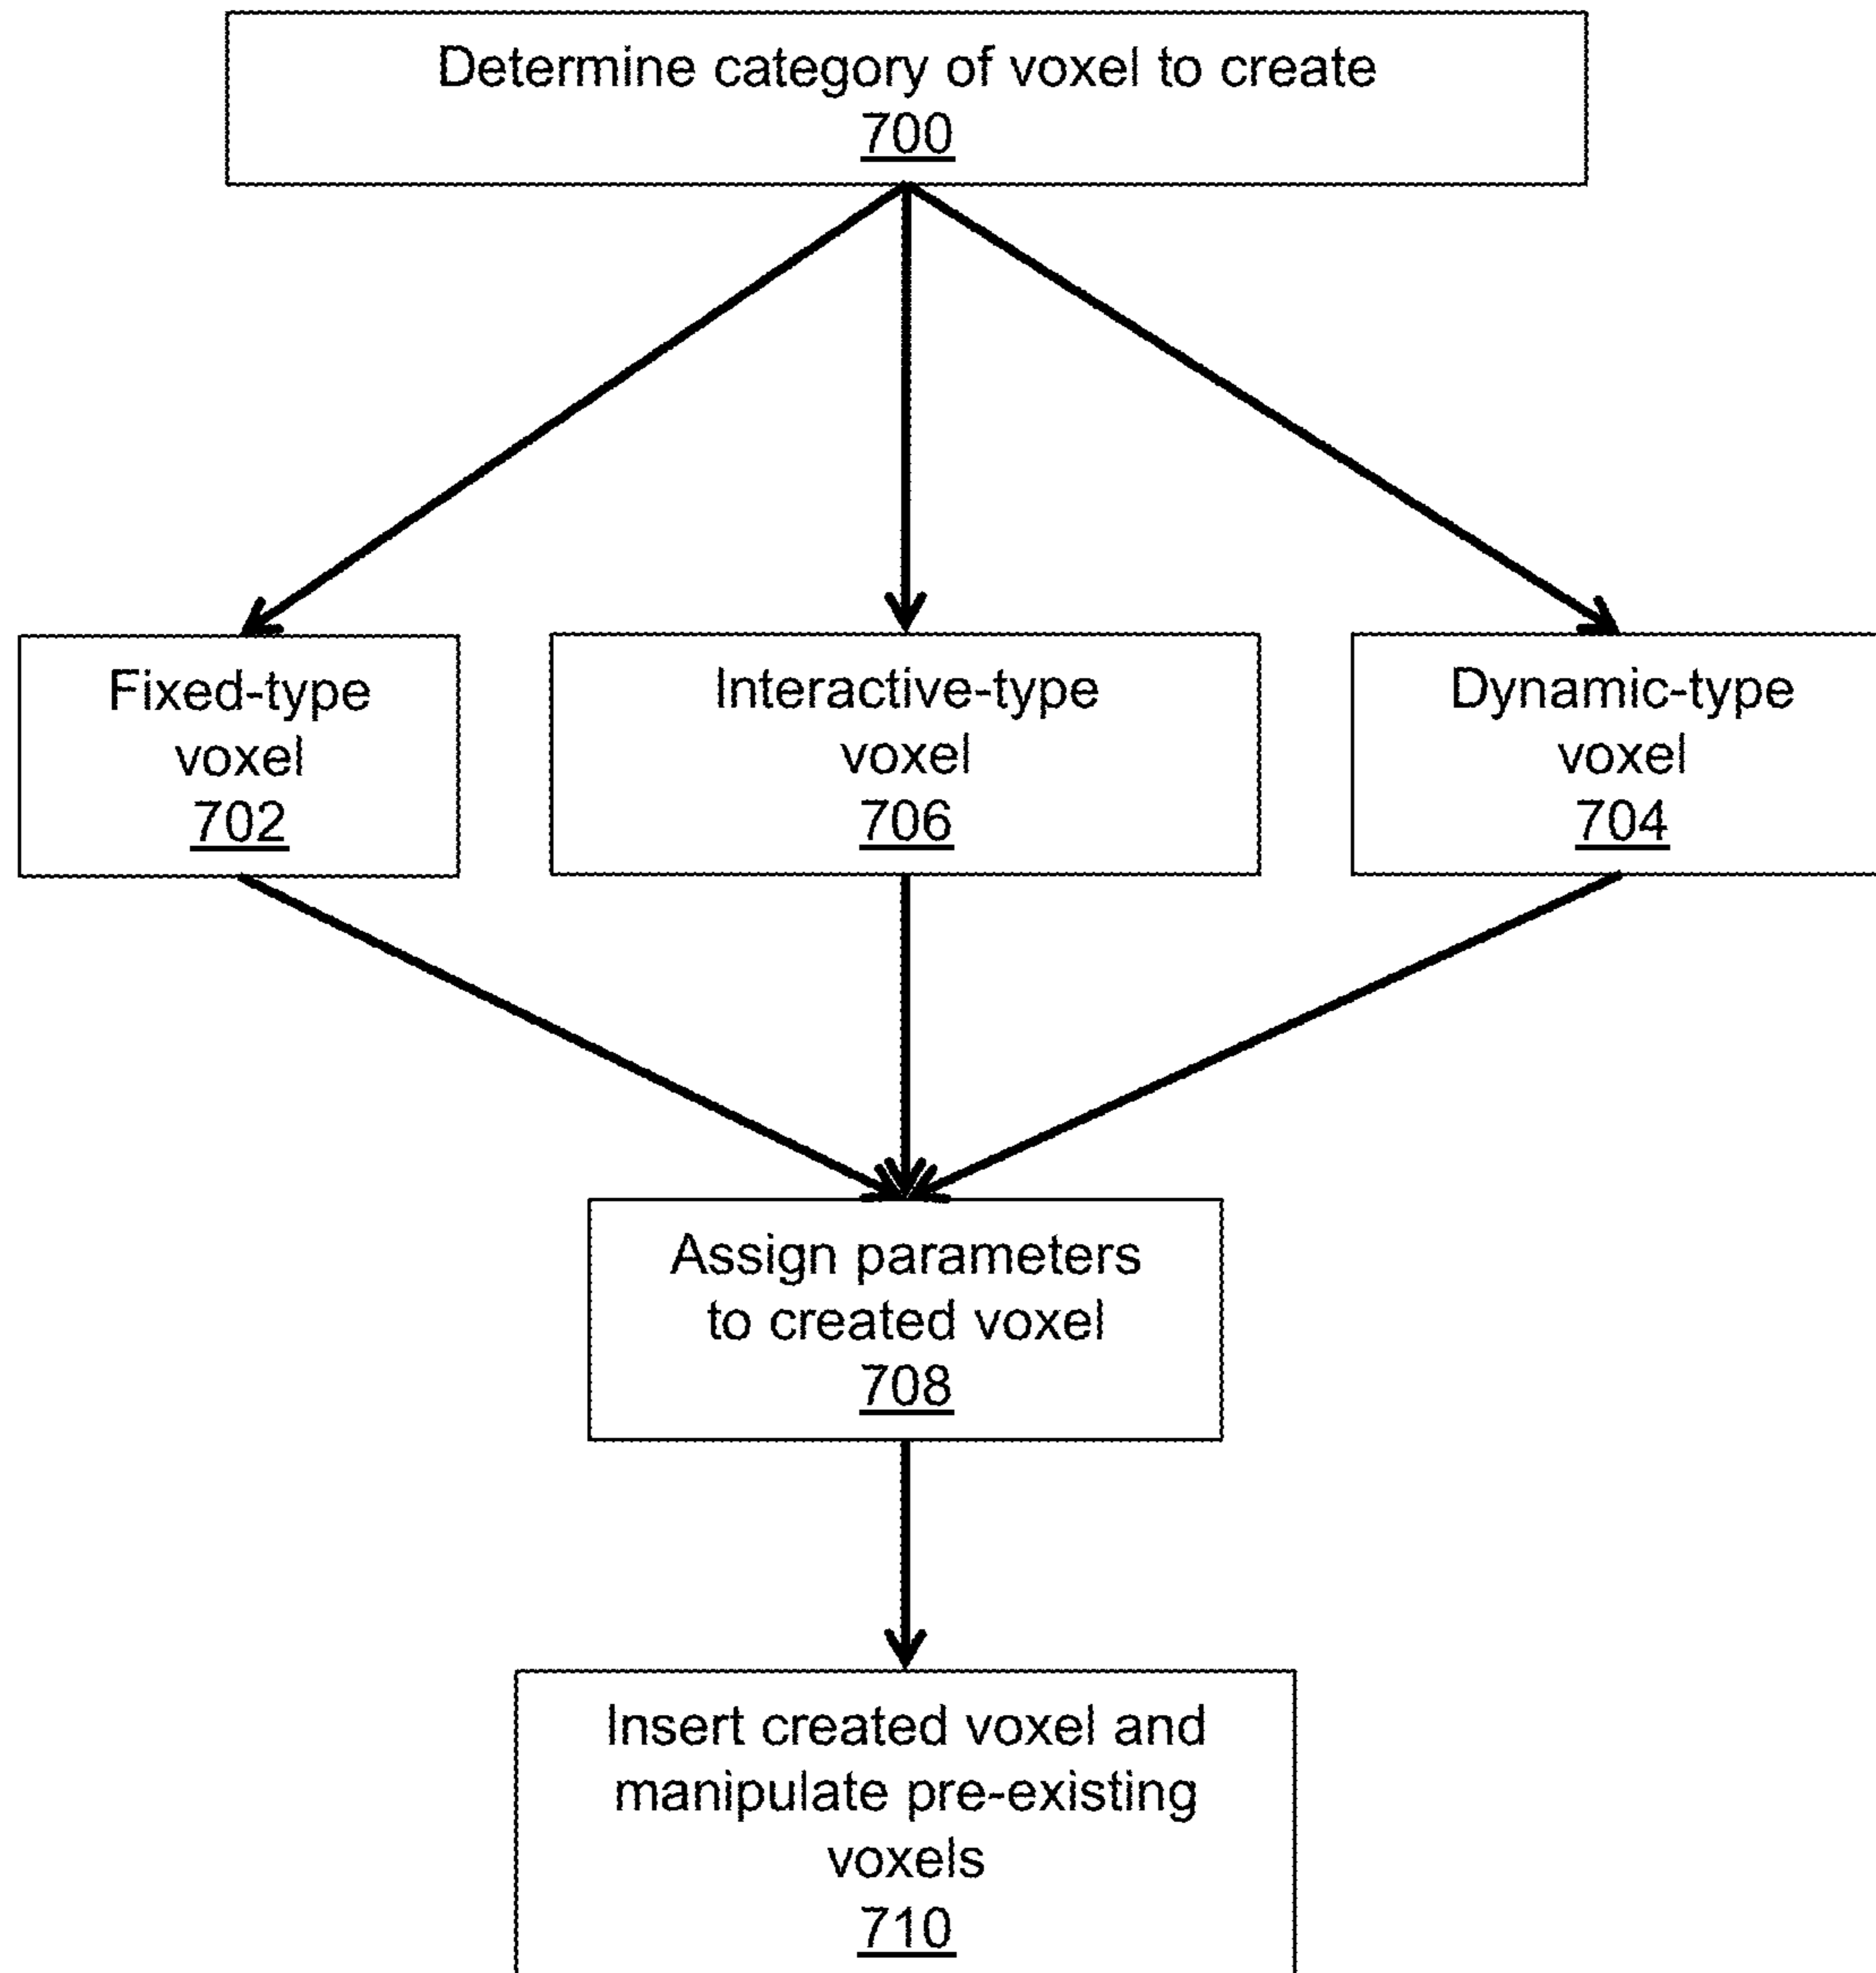 Determine category of voxel to create
700
Fixed-type
voxel
702
Interactive-type
voxel
706
Dynamic-type
voxel
704
Assign parameters
to created voxel
708
Insert created voxel and
manipulate pre-existing
voxels
710